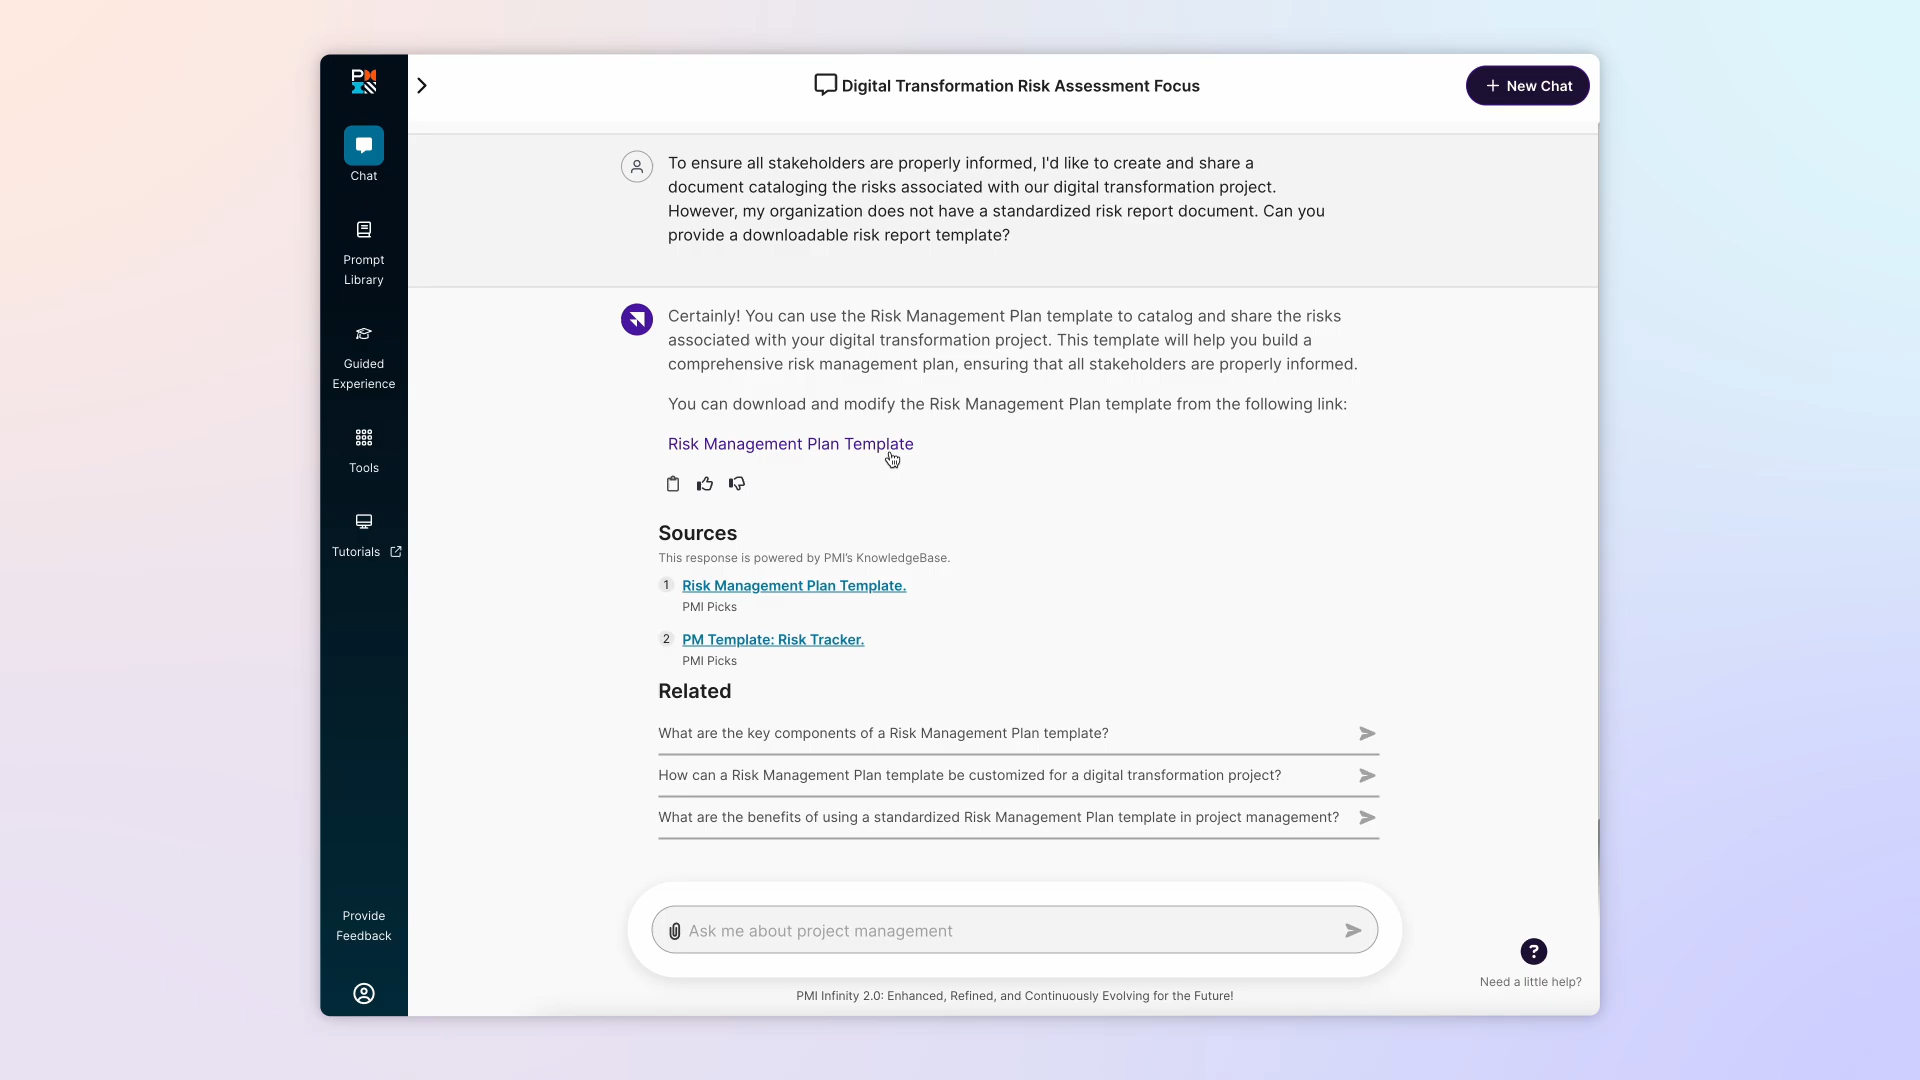 Digital Transformation Risk Assessment Focus
New Chat
Chat
Prompt
Library
Guided
Experience
Tools
Tutorials
Provide
Feedback
To ensure all stakeholders are properly informed, I'd like to create and share a
document cataloging the risks associated with our digital transformation project.
However, my organization does not have a standardized risk report document. Can you
provide a downloadable risk report template?
Certainly! You can use the Risk Management Plan template to catalog and share the risks
associated with your digital transformation project. This template will help you build a
comprehensive risk management plan, ensuring that all stakeholders are properly informed.
You can download and modify the Risk Management Plan template from the following link:
Risk Management Plan Template
Sources
This response is powered by PMI's KnowledgeBase.
1 Risk Management Plan Template.
PMI Picks
2 PM Template: Risk Tracker.
PMI Picks
Related
What are the key components of a Risk Management Plan template?
How can a Risk Management Plan template be customized for a digital transformation project?
What are the benefits of using a standardized Risk Management Plan template in project management?
Ask me about project management
?
Need a little help?
PMI Infinity 2.0: Enhanced, Refined, and Continuously Evolving for the Future!